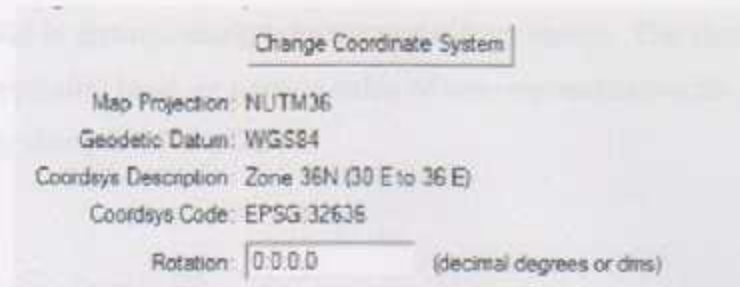 Change Coordinate System
Map Projection: NUTM36
Geodetic Datum: WGS84
Coordsys Description Zone 36N (30 E to 36 E)
Coordsys Code: EPSG:32636
Rotation: 0:0:0.0 (decimal degrees or dms)